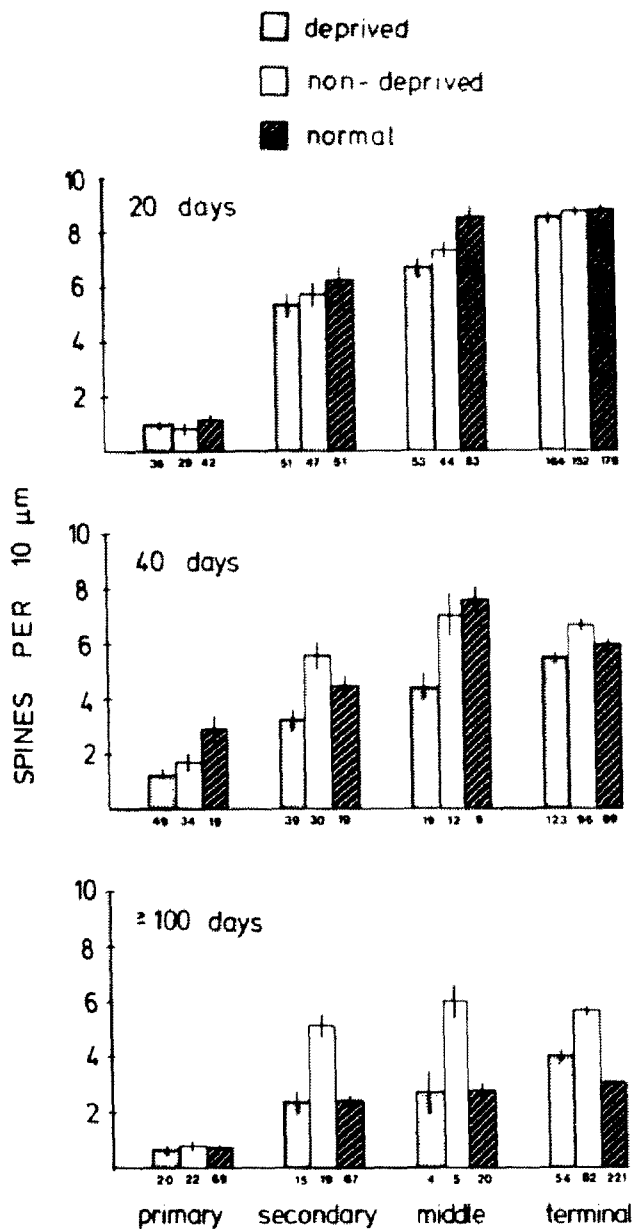 deprived
non-deprived
normal
SPINES PER 10 μm
20 days
10
8
6
4
2
36 29 42 51 47 51 53 44 83 164 152 178
40 days
10
8
6
4
2
49 34 19 39 30 19 19 12 9 123 96 89
≥100 days
10
8
6
4
2
20 22 69 15 19 67 4 5 20 54 82 221
primary secondary middle terminal